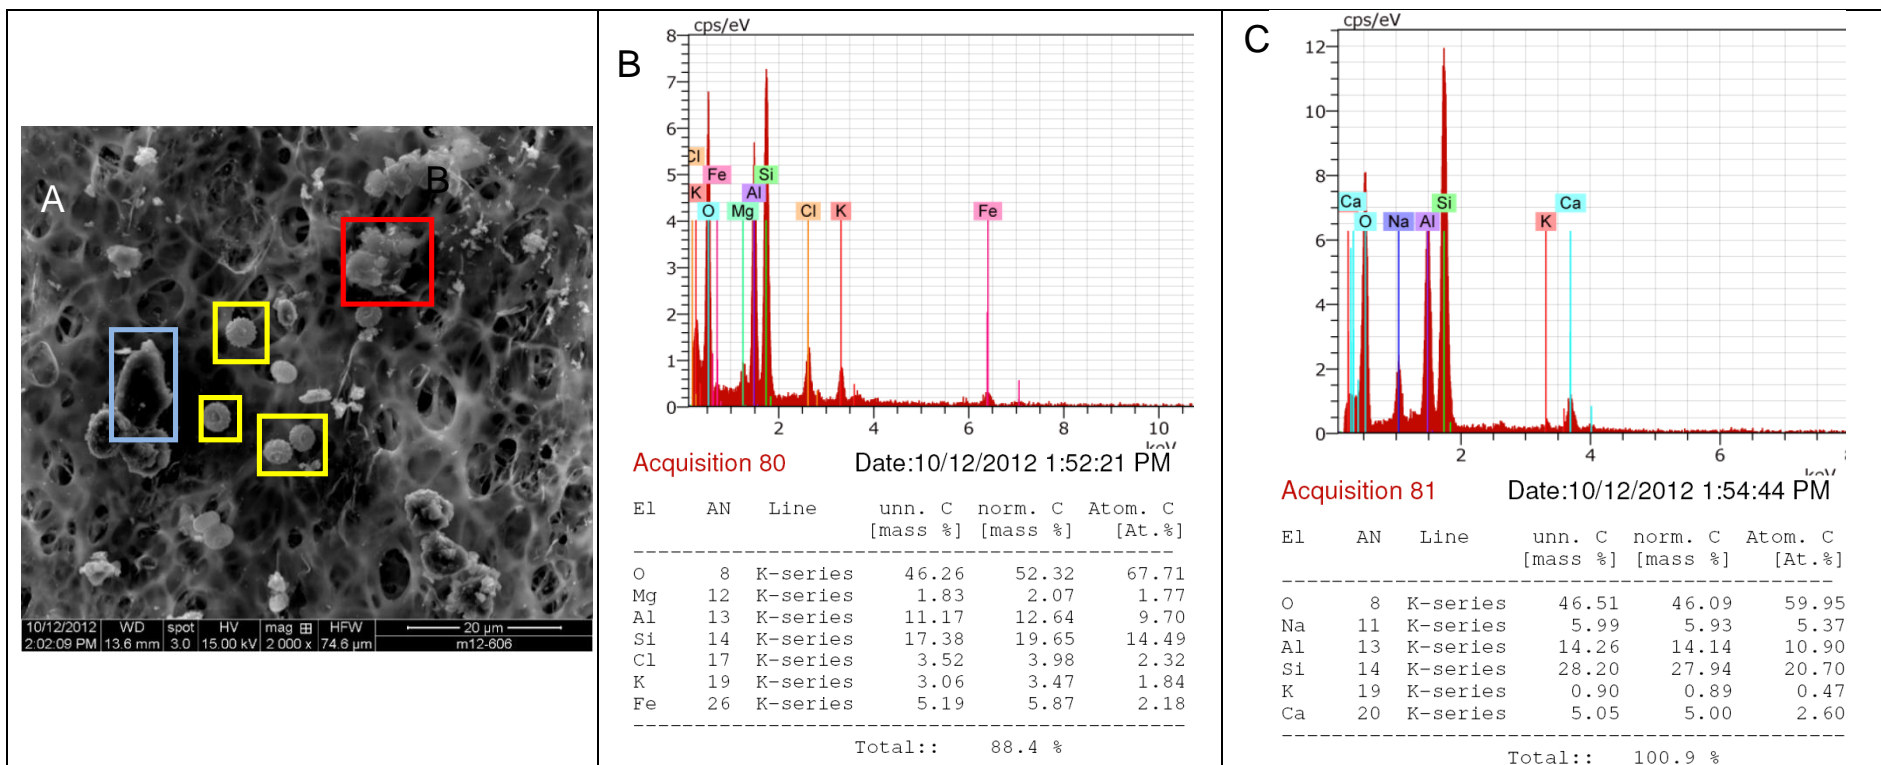 A
B
10/12/2012 WD spot HV mag HFW 20 µm
2:02:09 PM 13.6 mm 3.0 15.00 kV 2 000 x 74.6 µm m12-606
B
cps/eV
8
7
6
5
4
3
2
1
0
Cl
K
Fe
O
Mg
Al
Si
Cl
K
Fe
2 4 6 8 10
keV
Acquisition 80 Date:10/12/2012 1:52:21 PM
El AN Line unn. C norm. C Atom. C
[mass %] [mass %] [At.%]
O 8 K-series 46.26 52.32 67.71
Mg 12 K-series 1.83 2.07 1.77
Al 13 K-series 11.17 12.64 9.70
Si 14 K-series 17.38 19.65 14.49
Cl 17 K-series 3.52 3.98 2.32
K 19 K-series 3.06 3.47 1.84
Fe 26 K-series 5.19 5.87 2.18
Total:: 88.4 %
C
cps/eV
12
10
8
6
4
2
0
Ca
O
Na
Al
Si
K
Ca
2 4 6
keV
Acquisition 81 Date:10/12/2012 1:54:44 PM
El AN Line unn. C norm. C Atom. C
[mass %] [mass %] [At.%]
O 8 K-series 46.51 46.09 59.95
Na 11 K-series 5.99 5.93 5.37
Al 13 K-series 14.26 14.14 10.90
Si 14 K-series 28.20 27.94 20.70
K 19 K-series 0.90 0.89 0.47
Ca 20 K-series 5.05 5.00 2.60
Total:: 100.9 %